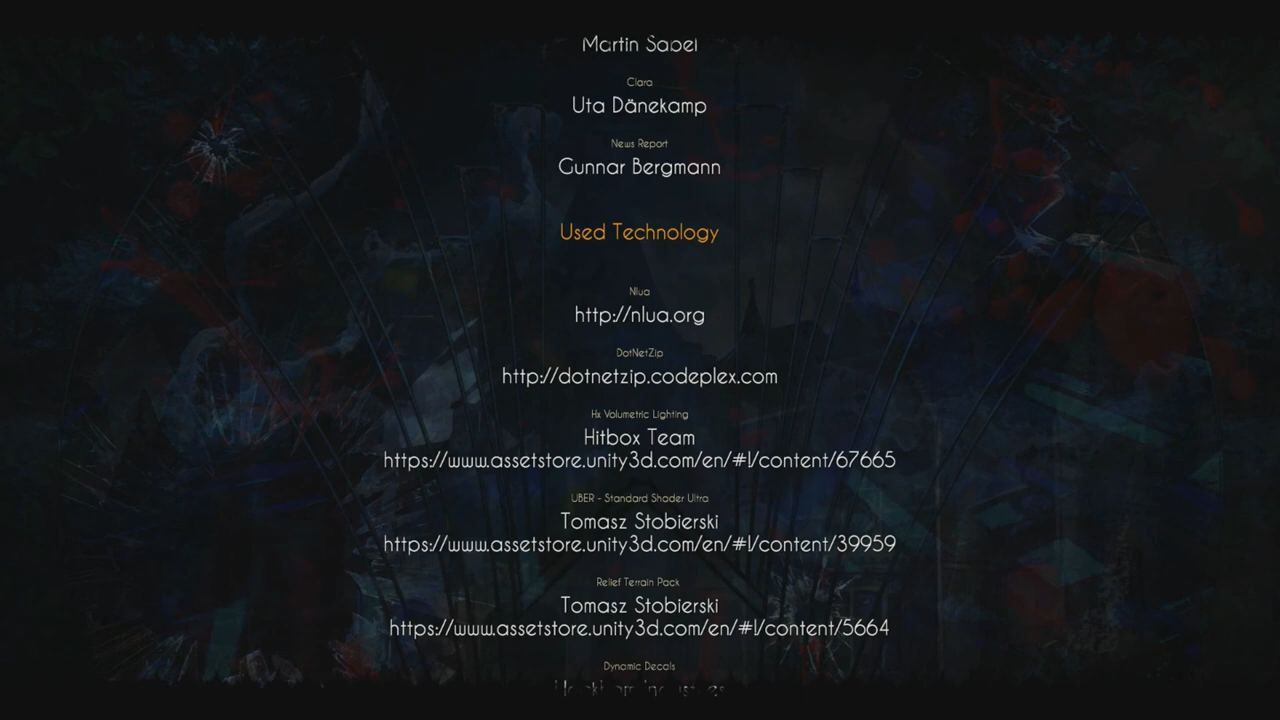 Martin Sabel
Clara
Uta Dänekamp
News Report
Gunnar Bergmann
Used Technology
Nlua
http://nlua.org
DotNetZip
http://dotnetzip.codeplex.com
Hx Volumetric Lighting
Hitbox Team
https://www.assetstore.unity3d.com/en/#!/content/67665
UBER - Standard Shader Ultra
Tomasz Stobierski
https://www.assetstore.unity3d.com/en/#!/content/39959
Relief Terrain Pack
Tomasz Stobierski
https://www.assetstore.unity3d.com/en/#!/content/5664
Dynamic Decals